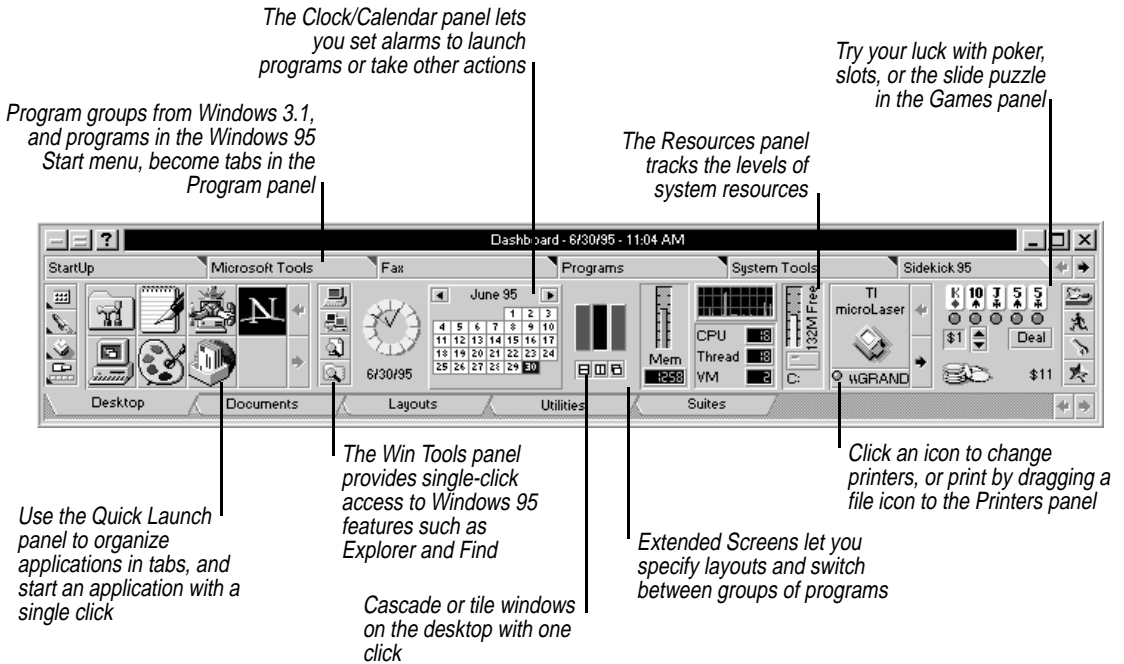 The Clock/Calendar panel lets
you set alarms to launch
programs or take other actions
Try your luck with poker,
slots, or the slide puzzle
in the Games panel
Program groups from Windows 3.1,
and programs in the Windows 95
Start menu, become tabs in the
Program panel
The Resources panel
tracks the levels of
system resources
? Dashboard - 6/30/95 - 11:04 AM
StartUp Microsoft Tools Fax Programs System Tools Sidekick 95
N
June 95
1 2 3
4 5 6 7 8 9 10
11 12 13 14 15 16 17
18 19 20 21 22 23 24
25 26 27 28 29 30
6/30/95
Mem
1258
CPU 18
Thread 18
VM 2
132M Free
C:
TI
microLaser
\\GRAND
K 10 J 5 5
$1 Deal
$11
Desktop Documents Layouts Utilities Suites
Use the Quick Launch
panel to organize
applications in tabs, and
start an application with a
single click
The Win Tools panel
provides single-click
access to Windows 95
features such as
Explorer and Find
Cascade or tile windows
on the desktop with one
click
Extended Screens let you
specify layouts and switch
between groups of programs
Click an icon to change
printers, or print by dragging a
file icon to the Printers panel